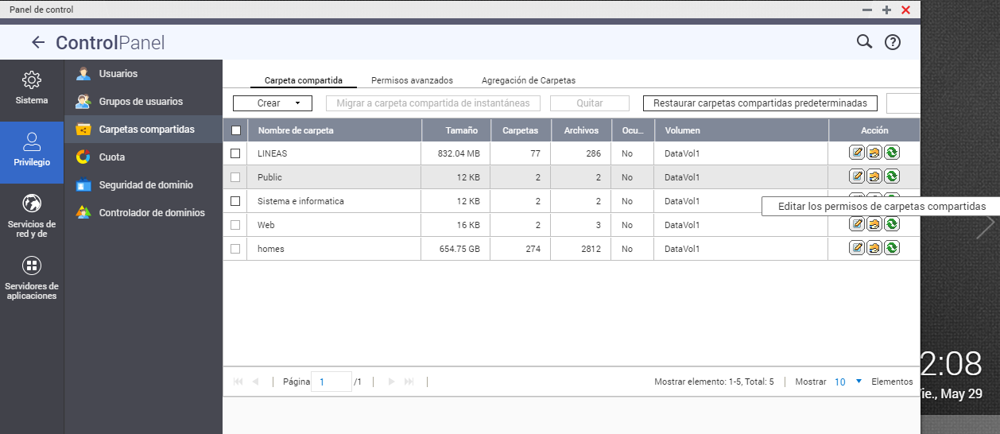 Panel de control
ControlPanel
Sistema
Privilegio
Servicios de
red y de
Servidores de
aplicaciones
Usuarios
Grupos de usuarios
Carpetas compartidas
Cuota
Seguridad de dominio
Controlador de dominios
Carpeta compartida Permisos avanzados Agregación de Carpetas
Crear Migrar a carpeta compartida de instantáneas Quitar Restaurar carpetas compartidas predeterminadas
Nombre de carpeta Tamaño Carpetas Archivos Ocu... Volumen Acción
LINEAS 832.04 MB 77 286 No DataVol1
Public 12 KB 2 2 No DataVol1
Sistema e informatica 12 KB 2 2 No DataVol1
Editar los permisos de carpetas compartidas
Web 16 KB 2 3 No DataVol1
homes 654.75 GB 274 2812 No DataVol1
Página 1 /1 Mostrar elemento: 1-5, Total: 5 Mostrar 10 Elementos
2:08
ie., May 29